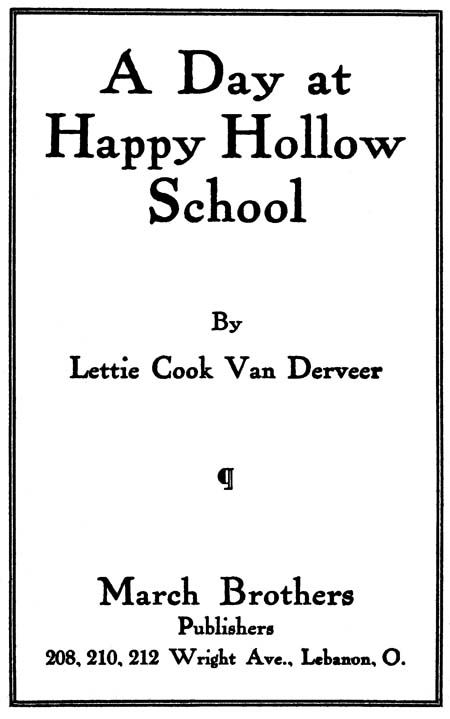 A Day at
Happy Hollow
School
By
Lettie Cook Van Derveer
¶
March Brothers
Publishers
208, 210, 212 Wright Ave., Lebanon, O.